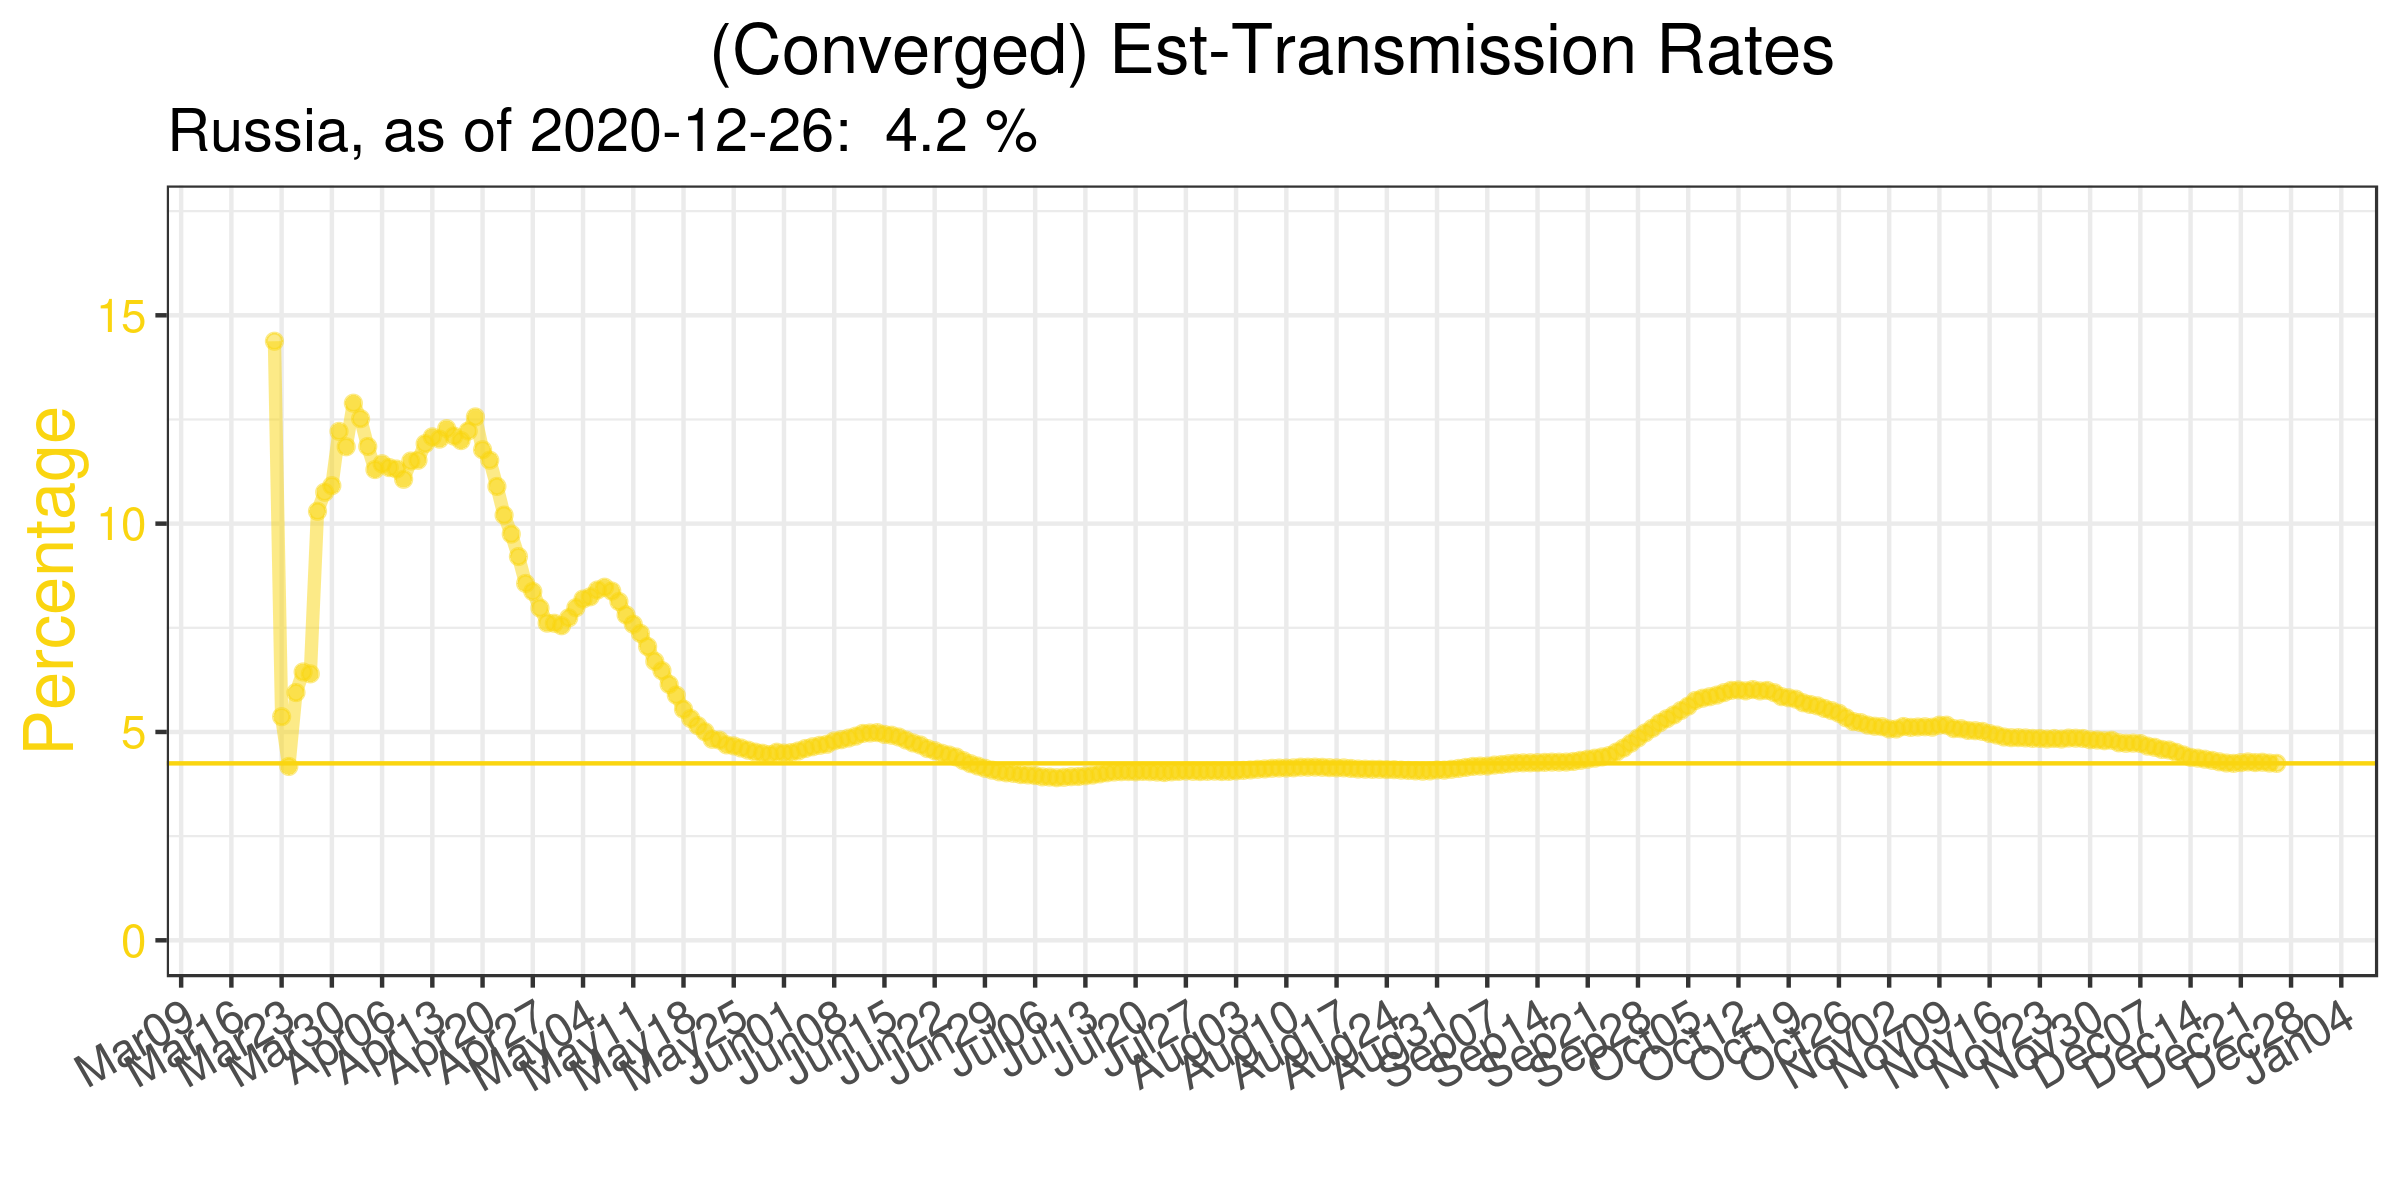 (Converged) Est-Transmission Rates
Russia, as of 2020-12-26:  4.2 %
Percentage
15
10
5
0
Mar09
Mar16
Mar23
Mar30
Apr06
Apr13
Apr20
Apr27
May04
May11
May18
May25
Jun01
Jun08
Jun15
Jun22
Jun29
Jul06
Jul13
Jul20
Jul27
Aug03
Aug10
Aug17
Aug24
Aug31
Sep07
Sep14
Sep21
Sep28
Oct05
Oct12
Oct19
Oct26
Nov02
Nov09
Nov16
Nov23
Nov30
Dec07
Dec14
Dec21
Dec28
Jan04